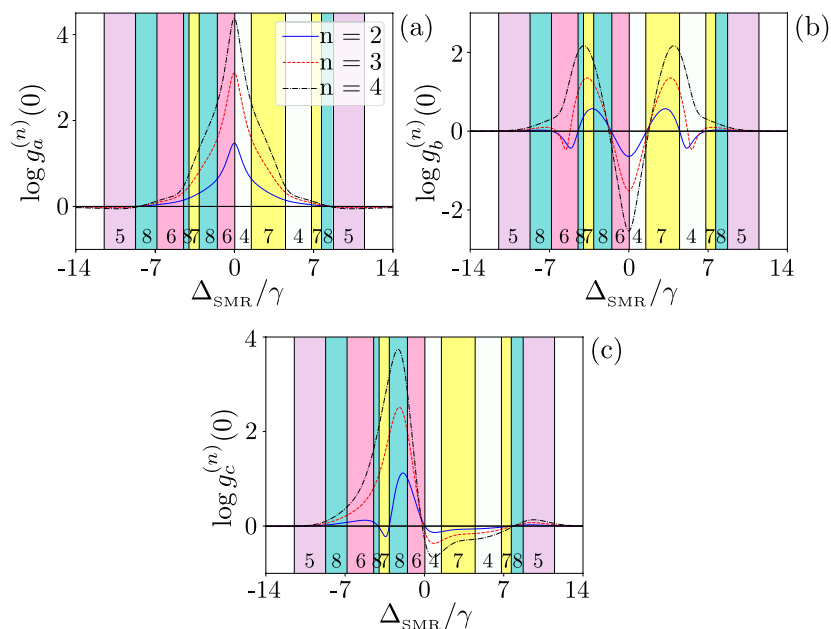 (a)
log g_a^{(n)}(0)
4
2
0
n = 2
n = 3
n = 4
5 8 6 8 7 8 6 4 7 4 7 8 5
-14 -7 0 7 14
Δ_SMR/γ
(b)
log g_b^{(n)}(0)
2
0
-2
5 8 6 8 7 8 6 4 7 4 7 8 5
-14 -7 0 7 14
Δ_SMR/γ
(c)
log g_c^{(n)}(0)
4
2
0
5 8 6 8 7 8 6 4 7 4 7 8 5
-14 -7 0 7 14
Δ_SMR/γ